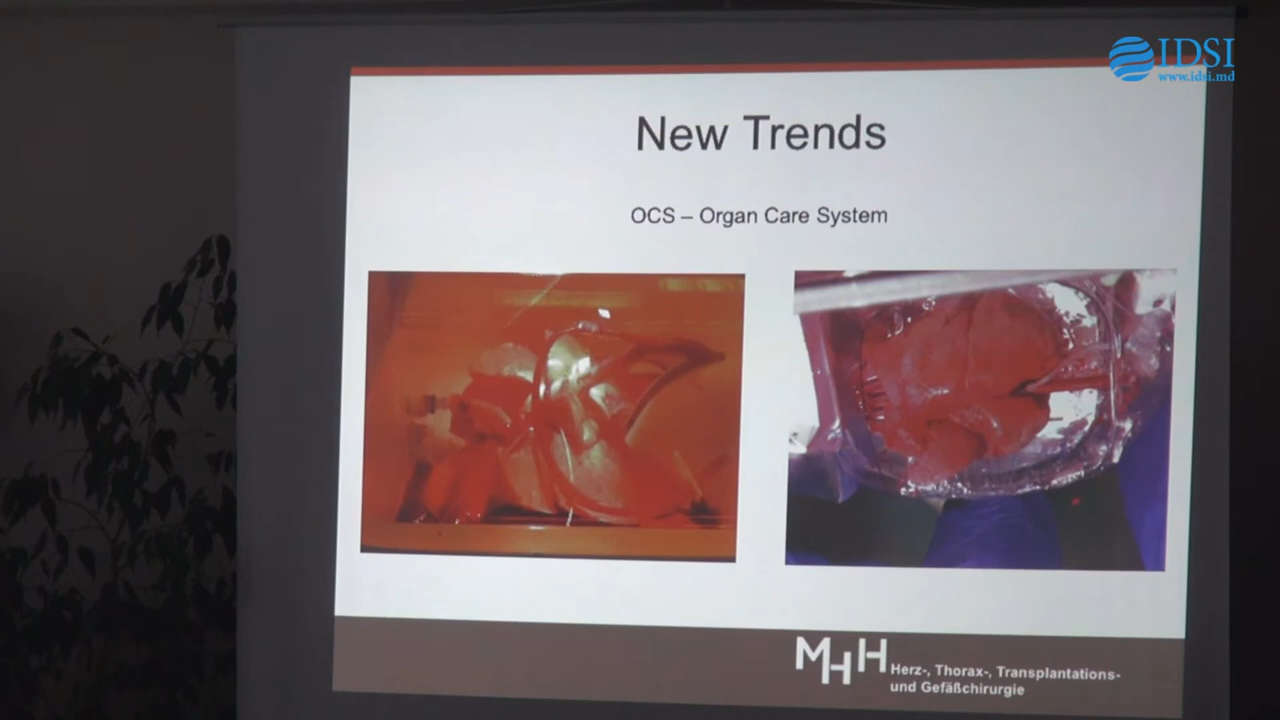 IDSI
www.idsi.md
New Trends
OCS – Organ Care System
MHH Herz-, Thorax-, Transplantations-
und Gefäßchirurgie